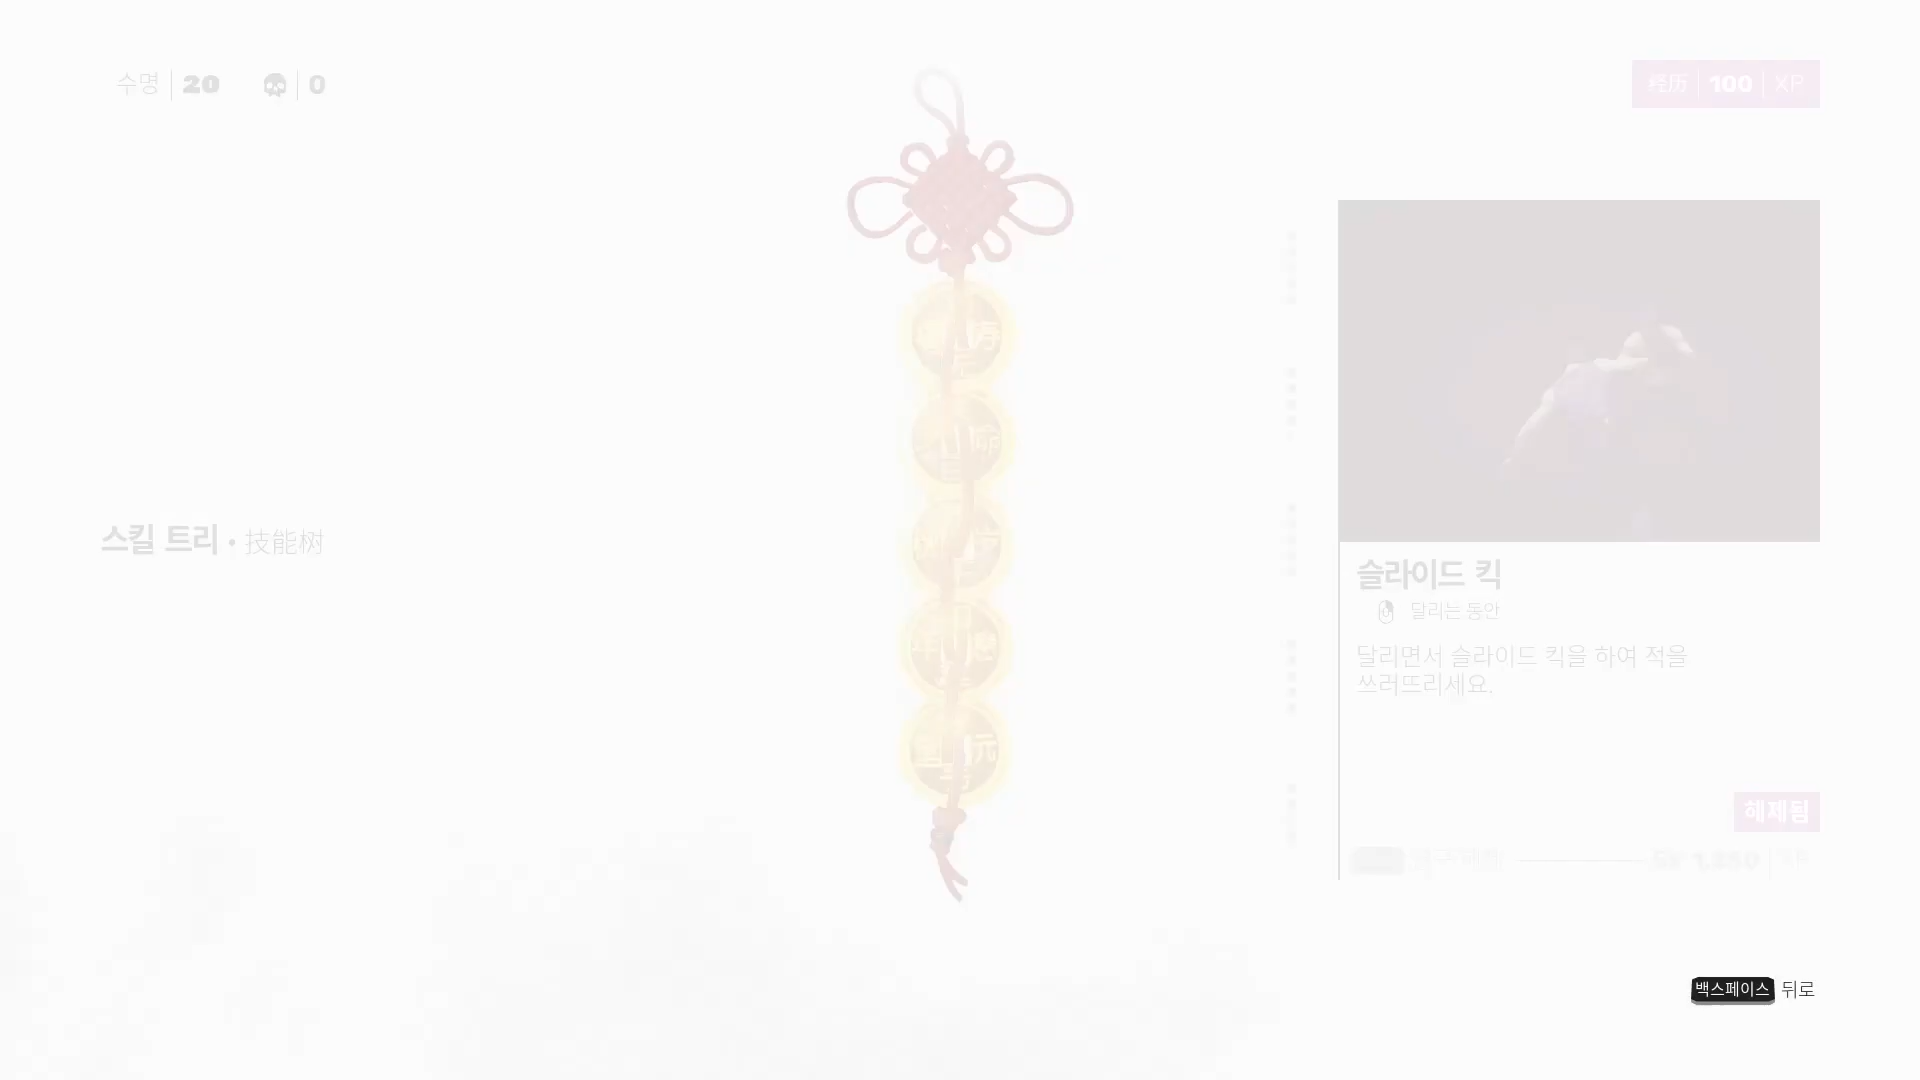 수명 20 0
经历 100 XP
스킬 트리 • 技能树
슬라이드 킥
달리는 동안
달리면서 슬라이드 킥을 하여 적을
쓰러뜨리세요.
해제됨
백스페이스 뒤로